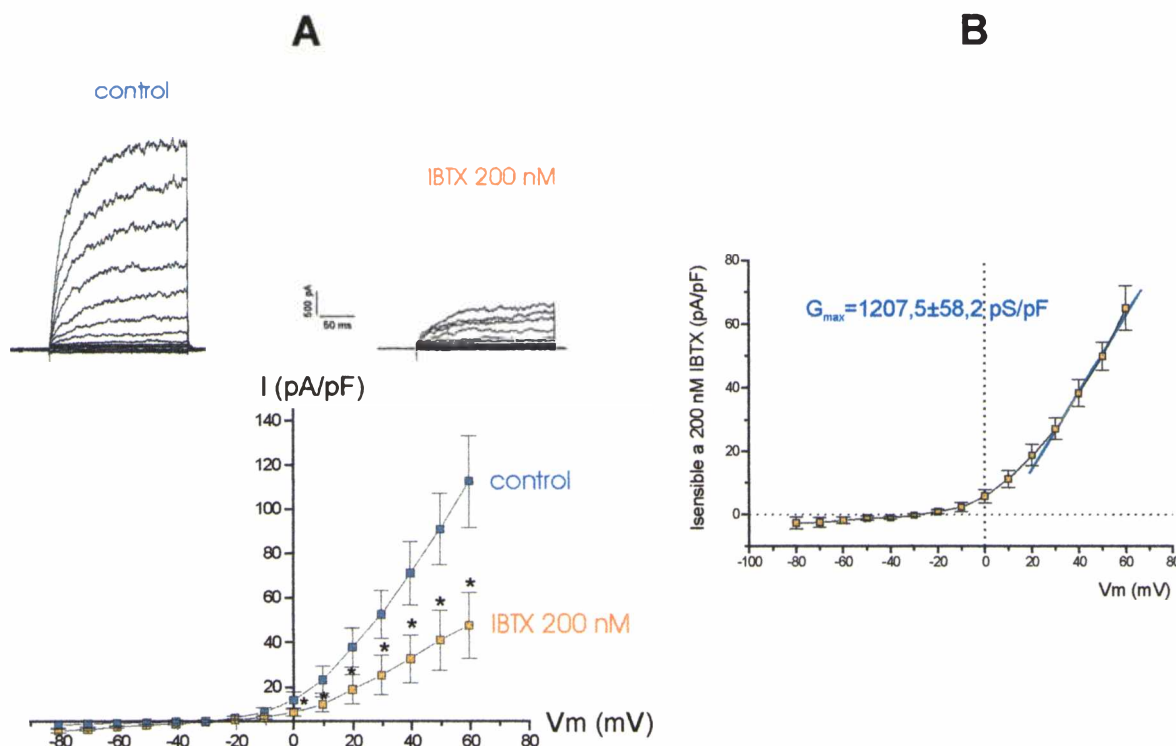 A
control
IBTX 200 nM
500 pA
50 ms
I (pA/pF)
140
120
100
80
60
40
20
control
IBTX 200 nM
*
*
*
*
*
*
*
-80
-60
-40
-20
0
20
40
60
80
Vm (mV)
B
Isensible a 200 nM IBTX (pA/pF)
80
60
40
20
0
Gmax=1207,5±58,2 pS/pF
-100
-80
-60
-40
-20
0
20
40
60
80
Vm (mV)